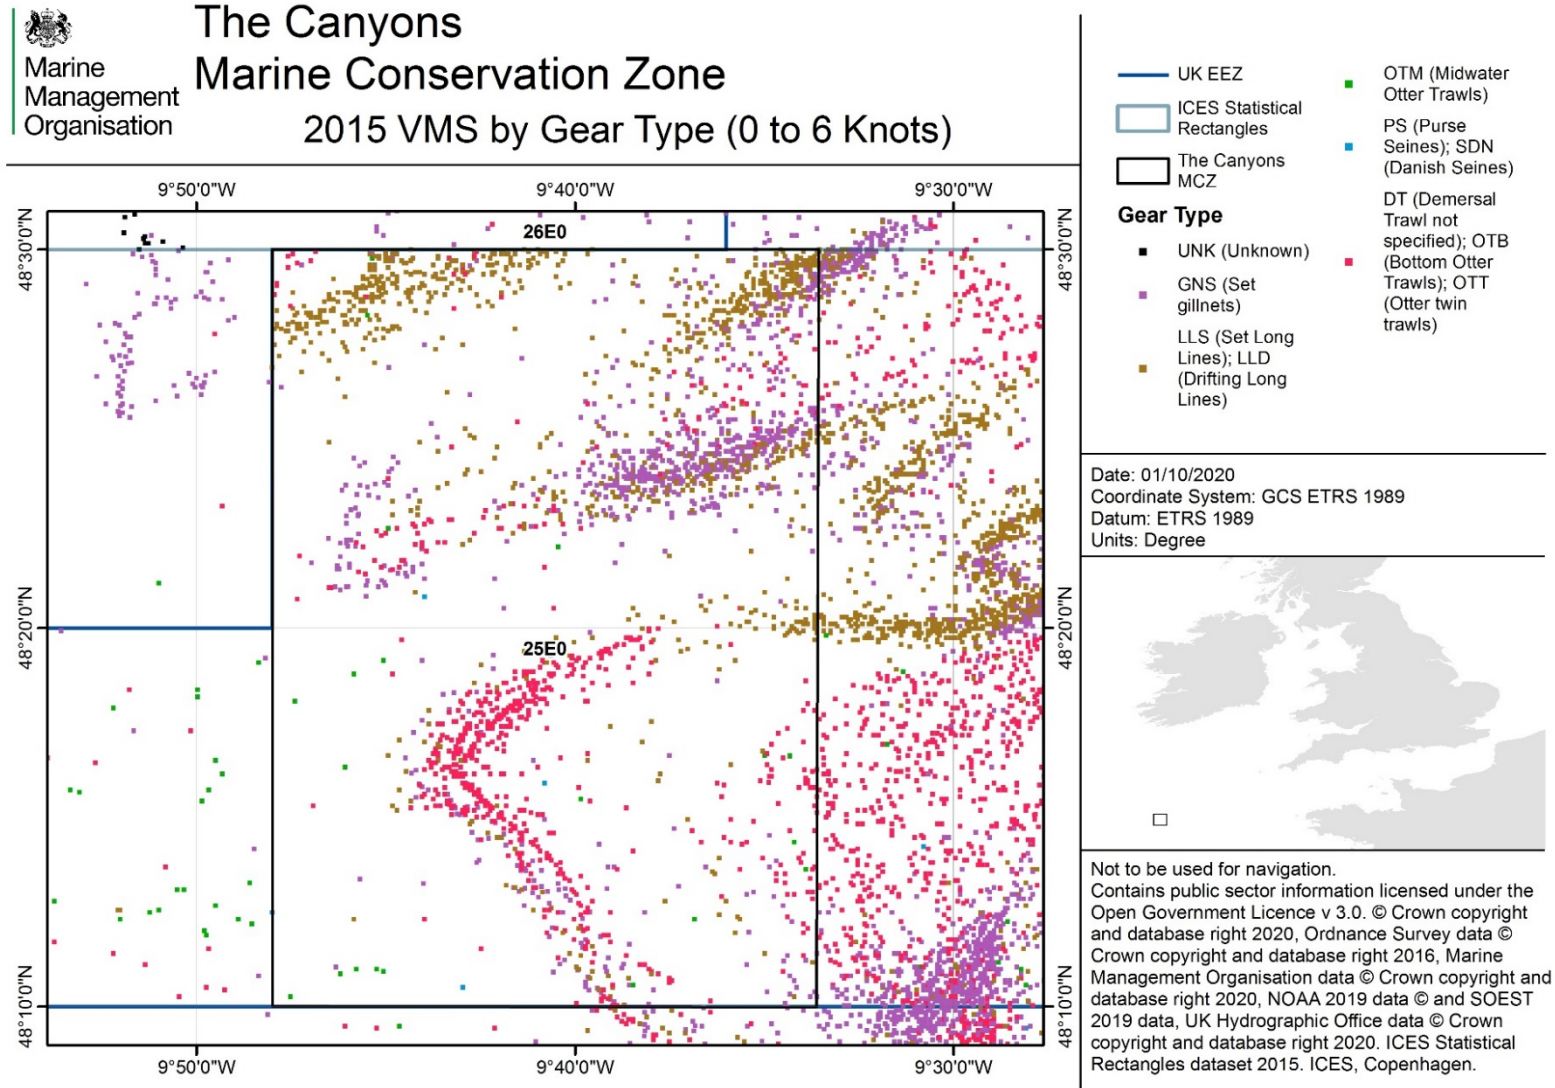 Marine
Management
Organisation
The Canyons
Marine Conservation Zone
2015 VMS by Gear Type (0 to 6 Knots)
9°50'0"W
9°40'0"W
9°30'0"W
48°30'0"N
48°30'0"N
26E0
48°20'0"N
48°20'0"N
25E0
48°10'0"N
48°10'0"N
9°50'0"W
9°40'0"W
9°30'0"W
UK EEZ
ICES Statistical
Rectangles
The Canyons
MCZ
Gear Type
UNK (Unknown)
GNS (Set
gillnets)
LLS (Set Long
Lines); LLD
(Drifting Long
Lines)
OTM (Midwater
Otter Trawls)
PS (Purse
Seines); SDN
(Danish Seines)
DT (Demersal
Trawl not
specified); OTB
(Bottom Otter
Trawls); OTT
(Otter twin
trawls)
Date: 01/10/2020
Coordinate System: GCS ETRS 1989
Datum: ETRS 1989
Units: Degree
Not to be used for navigation.
Contains public sector information licensed under the
Open Government Licence v 3.0. © Crown copyright
and database right 2020, Ordnance Survey data ©
Crown copyright and database right 2016, Marine
Management Organisation data © Crown copyright and
database right 2020, NOAA 2019 data © and SOEST
2019 data, UK Hydrographic Office data © Crown
copyright and database right 2020. ICES Statistical
Rectangles dataset 2015. ICES, Copenhagen.